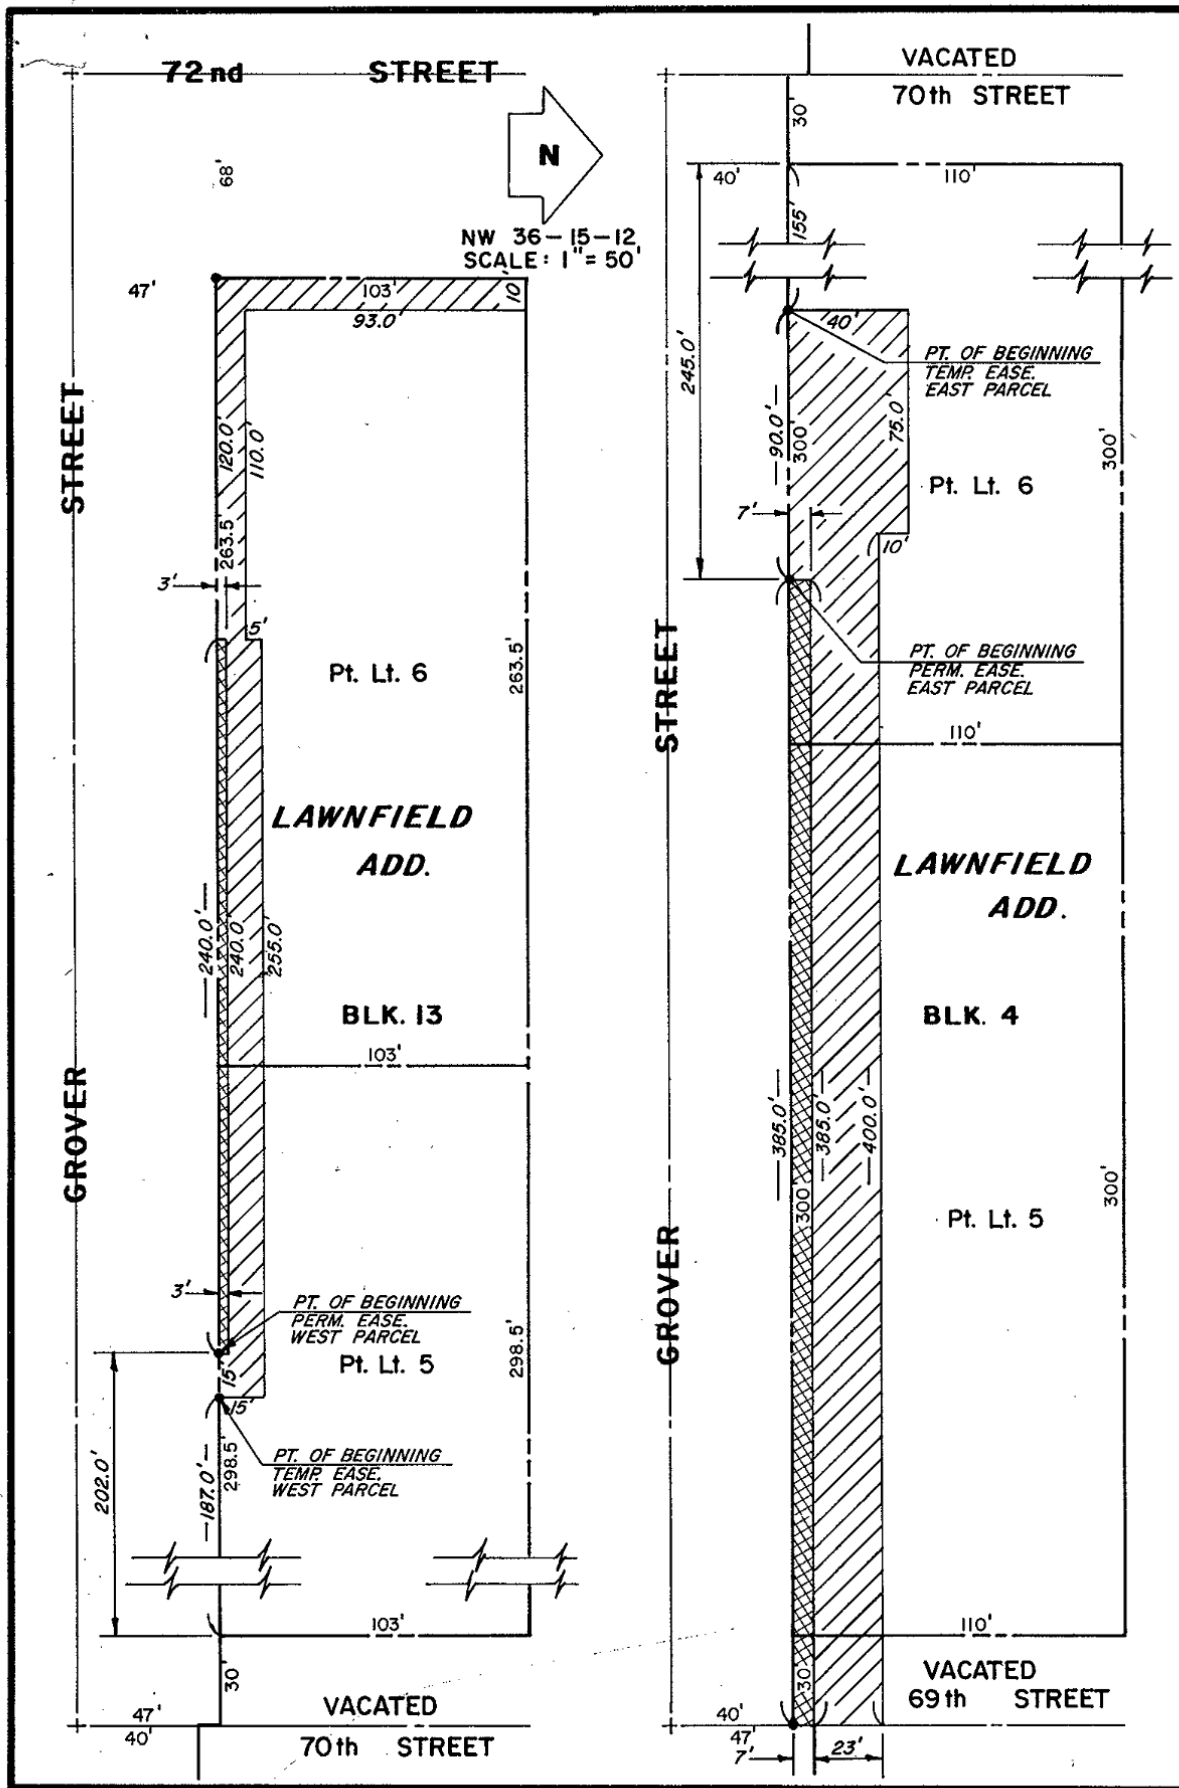 72nd STREET
68'
N
NW 36-15-12
SCALE: 1"=50'
47'
103'
10'
93.0'
STREET
120.0'
110.0'
263.5'
3'
5'
Pt. Lt. 6
263.5'
LAWNFIELD
ADD.
240.0'
240.0'
255.0'
BLK. 13
103'
GROVER
3'
PT. OF BEGINNING
PERM. EASE.
WEST PARCEL
Pt. Lt. 5
298.5'
15'
15'
PT. OF BEGINNING
TEMP. EASE.
WEST PARCEL
202.0'
187.0'
298.5'
103'
30'
47'
40'
VACATED
70th STREET
VACATED
70th STREET
30'
40'
110'
155'
245.0'
40'
PT. OF BEGINNING
TEMP. EASE.
EAST PARCEL
90.0'
300'
75.0'
300'
Pt. Lt. 6
7'
10'
STREET
PT. OF BEGINNING
PERM. EASE.
EAST PARCEL
110'
LAWNFIELD
ADD.
BLK. 4
385.0'
385.0'
400.0'
300'
300'
Pt. Lt. 5
GROVER
110'
30'
VACATED
69th STREET
40'
47'
7'
23'